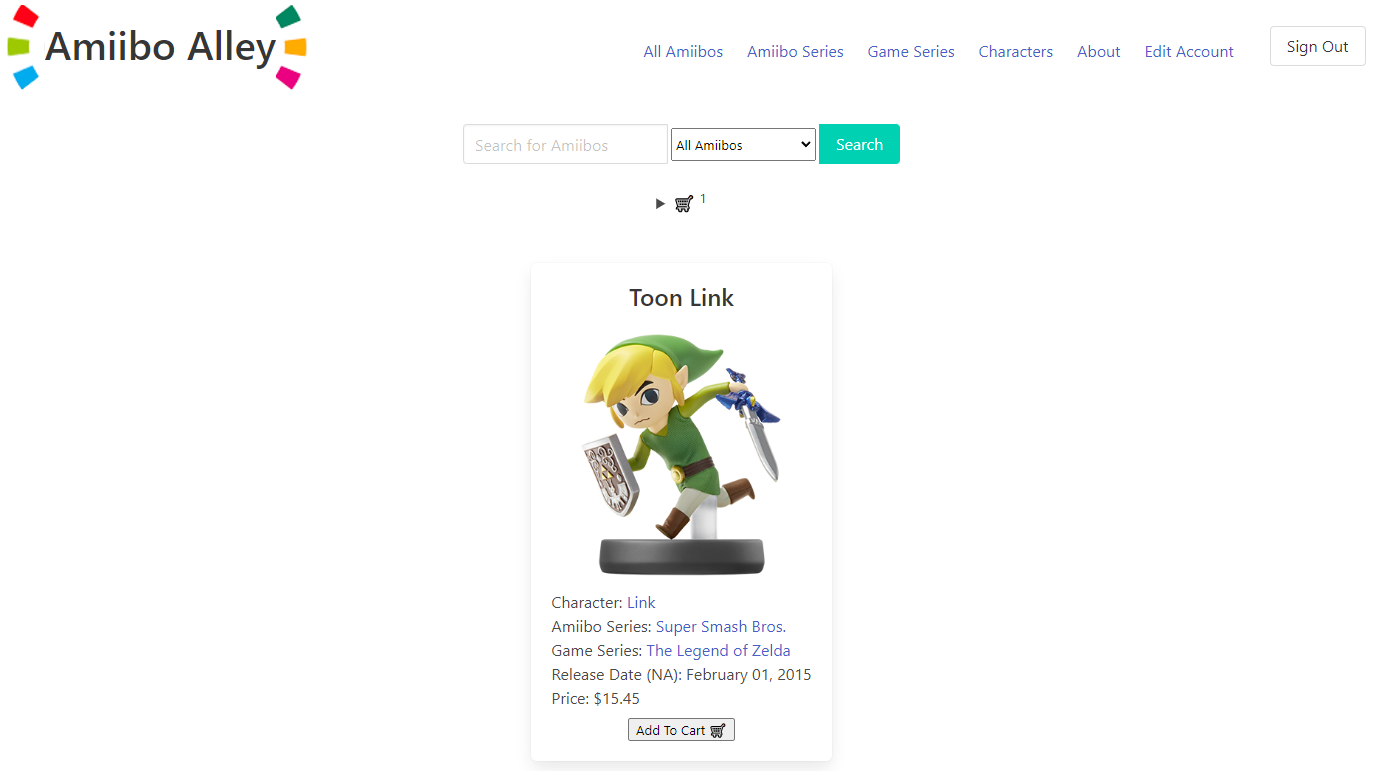 Amiibo Alley
All Amiibos Amiibo Series Game Series Characters About Edit Account Sign Out
Search for Amiibos All Amiibos Search
1
Toon Link
Character: Link
Amiibo Series: Super Smash Bros.
Game Series: The Legend of Zelda
Release Date (NA): February 01, 2015
Price: $15.45
Add To Cart